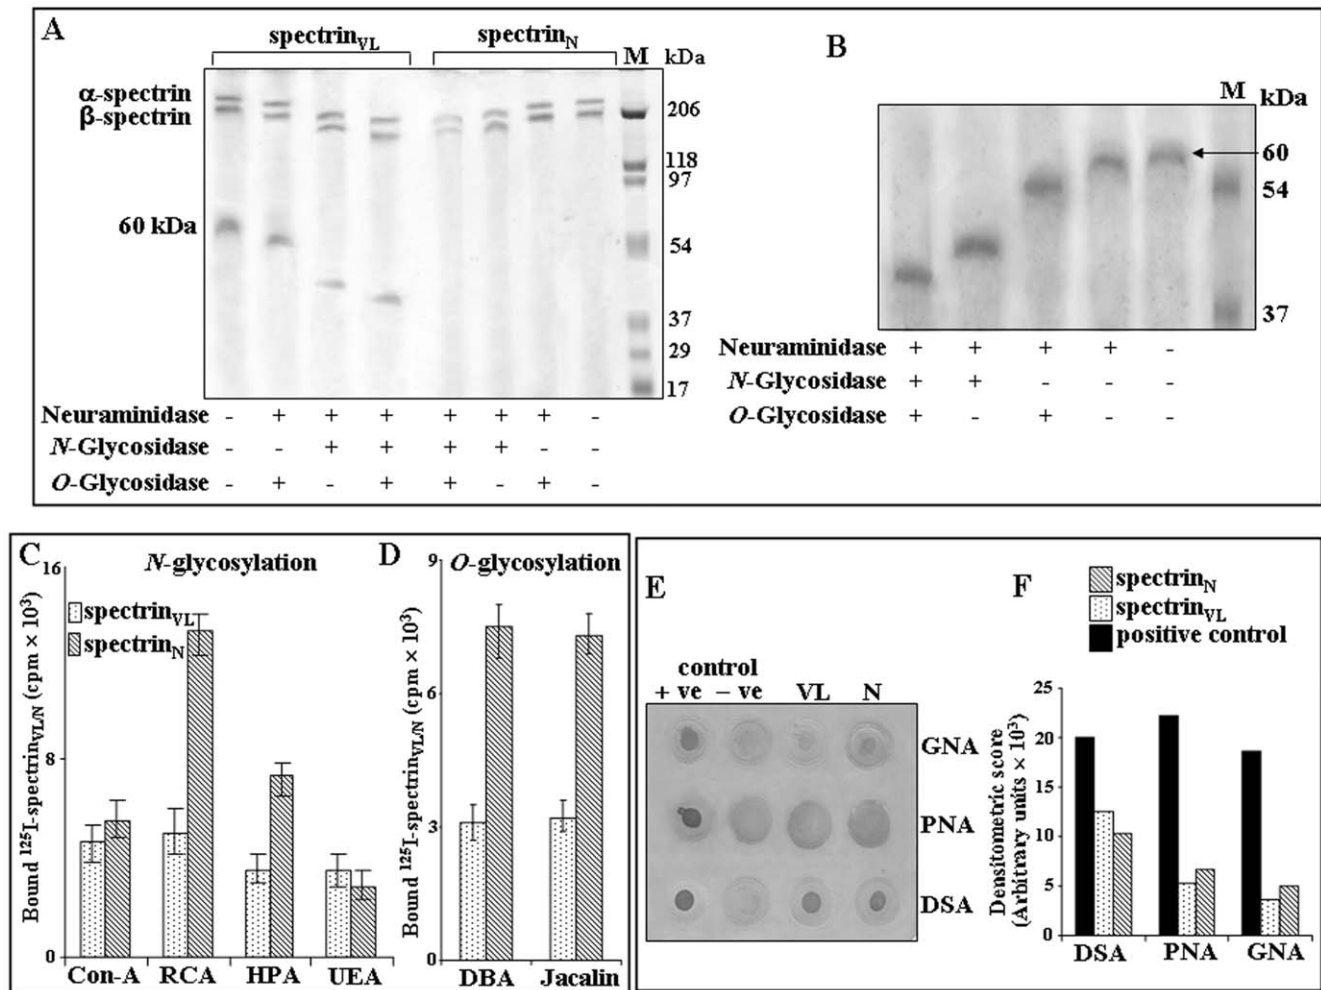 A
spectrinVL spectrinN M kDa
α-spectrin
β-spectrin
60 kDa
206
118
97
54
37
29
17
Neuraminidase - + + + + + + -
N-Glycosidase - - + + + + - -
O-Glycosidase - + - + + - + -
B
M kDa
60
54
37
Neuraminidase + + + + -
N-Glycosidase + + - - -
O-Glycosidase + - + - -
C
N-glycosylation
16
8
0
Bound 125I-spectrinVL/N (cpm × 10³)
spectrinVL
spectrinN
Con-A RCA HPA UEA
D
O-glycosylation
9
6
3
0
Bound 125I-spectrinVL/N (cpm × 10³)
DBA Jacalin
E
control
+ ve – ve VL N
GNA
PNA
DSA
F
spectrinN
spectrinVL
positive control
Densitometric score
(Arbitrary units × 10³)
25
20
15
10
5
0
DSA PNA GNA